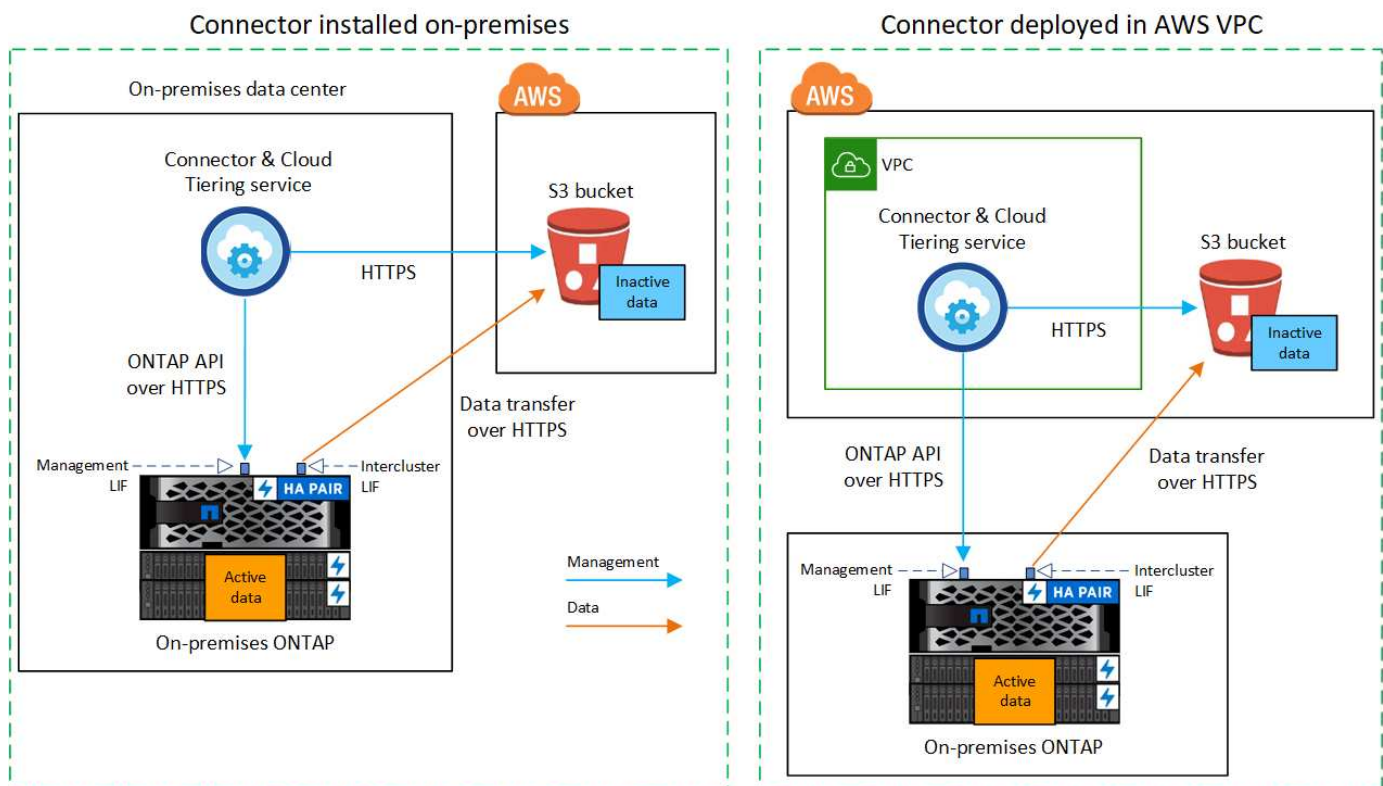 Connector installed on-premises
On-premises data center
AWS
Connector & Cloud
Tiering service
S3 bucket
HTTPS
Inactive
data
ONTAP API
over HTTPS
Data transfer
over HTTPS
Management
LIF
Intercluster
LIF
HA PAIR
Active
data
On-premises ONTAP
Management
Data
Connector deployed in AWS VPC
AWS
VPC
Connector & Cloud
Tiering service
S3 bucket
HTTPS
Inactive
data
ONTAP API
over HTTPS
Data transfer
over HTTPS
Management
LIF
Intercluster
LIF
HA PAIR
Active
data
On-premises ONTAP